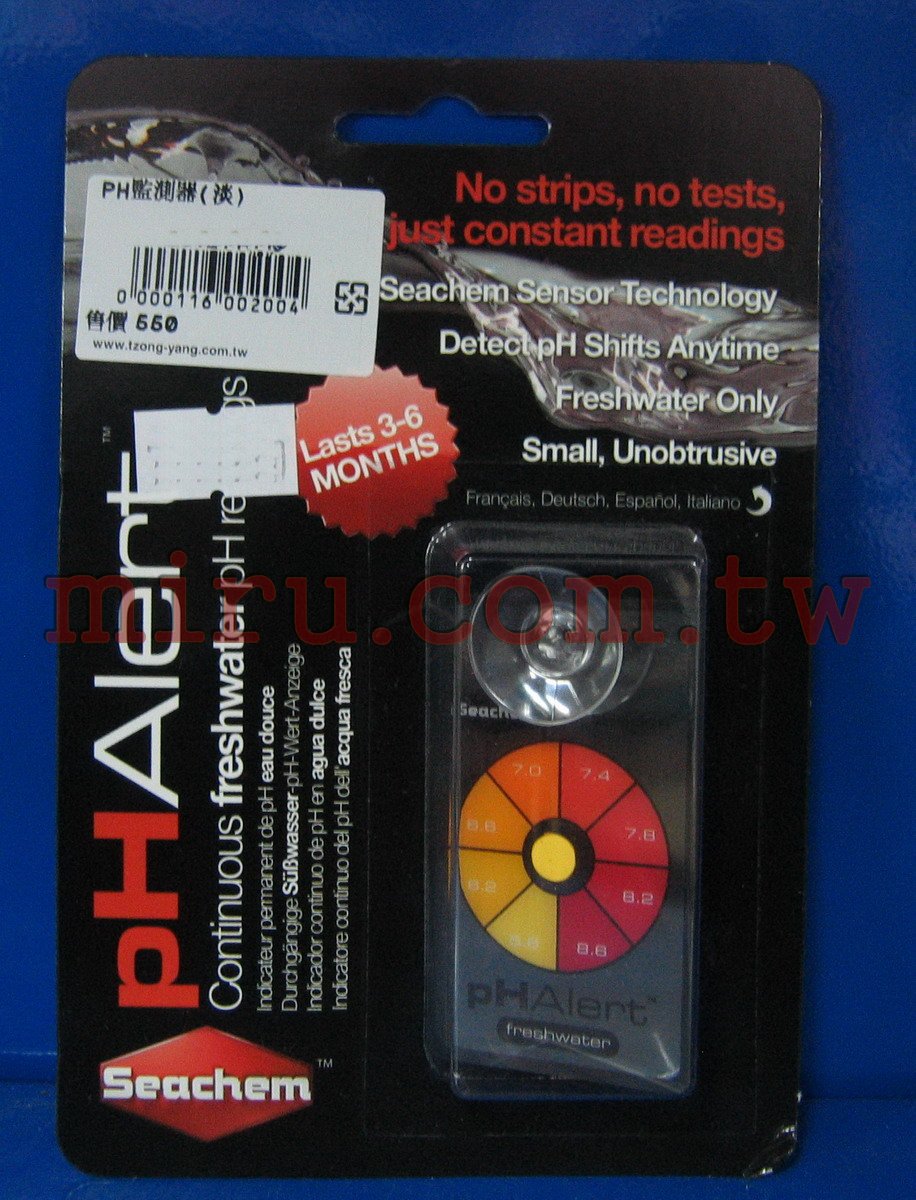 PH監測器(淡)
0 000116 002004
售價 550
www.tzong-yang.com.tw
No strips, no tests,
just constant readings
Seachem Sensor Technology
Detect pH Shifts Anytime
Freshwater Only
Small, Unobtrusive
Français, Deutsch, Español, Italiano
Lasts 3-6
MONTHS
pHAlert™
Continuous freshwater pH
Indicateur permanent de pH eau douce
Durchgängige Süßwasser-pH-Wert-Anzeige
Indicador continuo de pH en agua dulce
Indicatore continuo del pH dell'acqua fresca
miru.com.tw
7.0
7.4
6.6
7.8
6.2
8.2
5.8
8.6
pHAlert™
freshwater
Seachem™